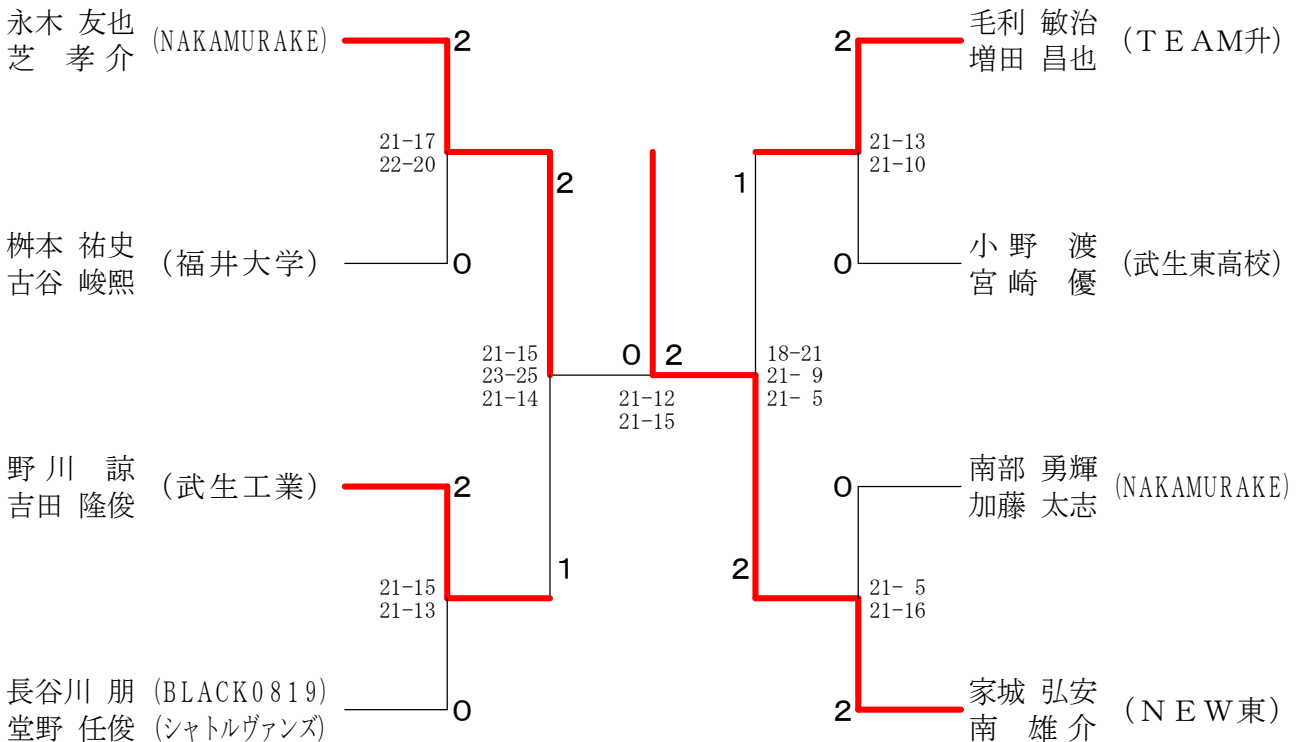 永木 友也
芝 孝介
(NAKAMURAKE)
2
21-17
22-20
桝本 祐史
古谷 峻熙
(福井大学)
0
2
21-15
23-25
21-14
野川 諒
吉田 隆俊
(武生工業)
2
1
21-15
21-13
長谷川 朋 (BLACK0819)
堂野 任俊 (シャトルヴァンズ)
0
0 2
21-12
21-15
毛利 敏治
増田 昌也
(TEAM升)
2
21-13
21-10
1
小野 渡
宮崎 優
(武生東高校)
0
18-21
21- 9
21- 5
南部 勇輝
加藤 太志
(NAKAMURAKE)
0
2
21- 5
21-16
家城 弘安
南 雄介
(NEW東)
2